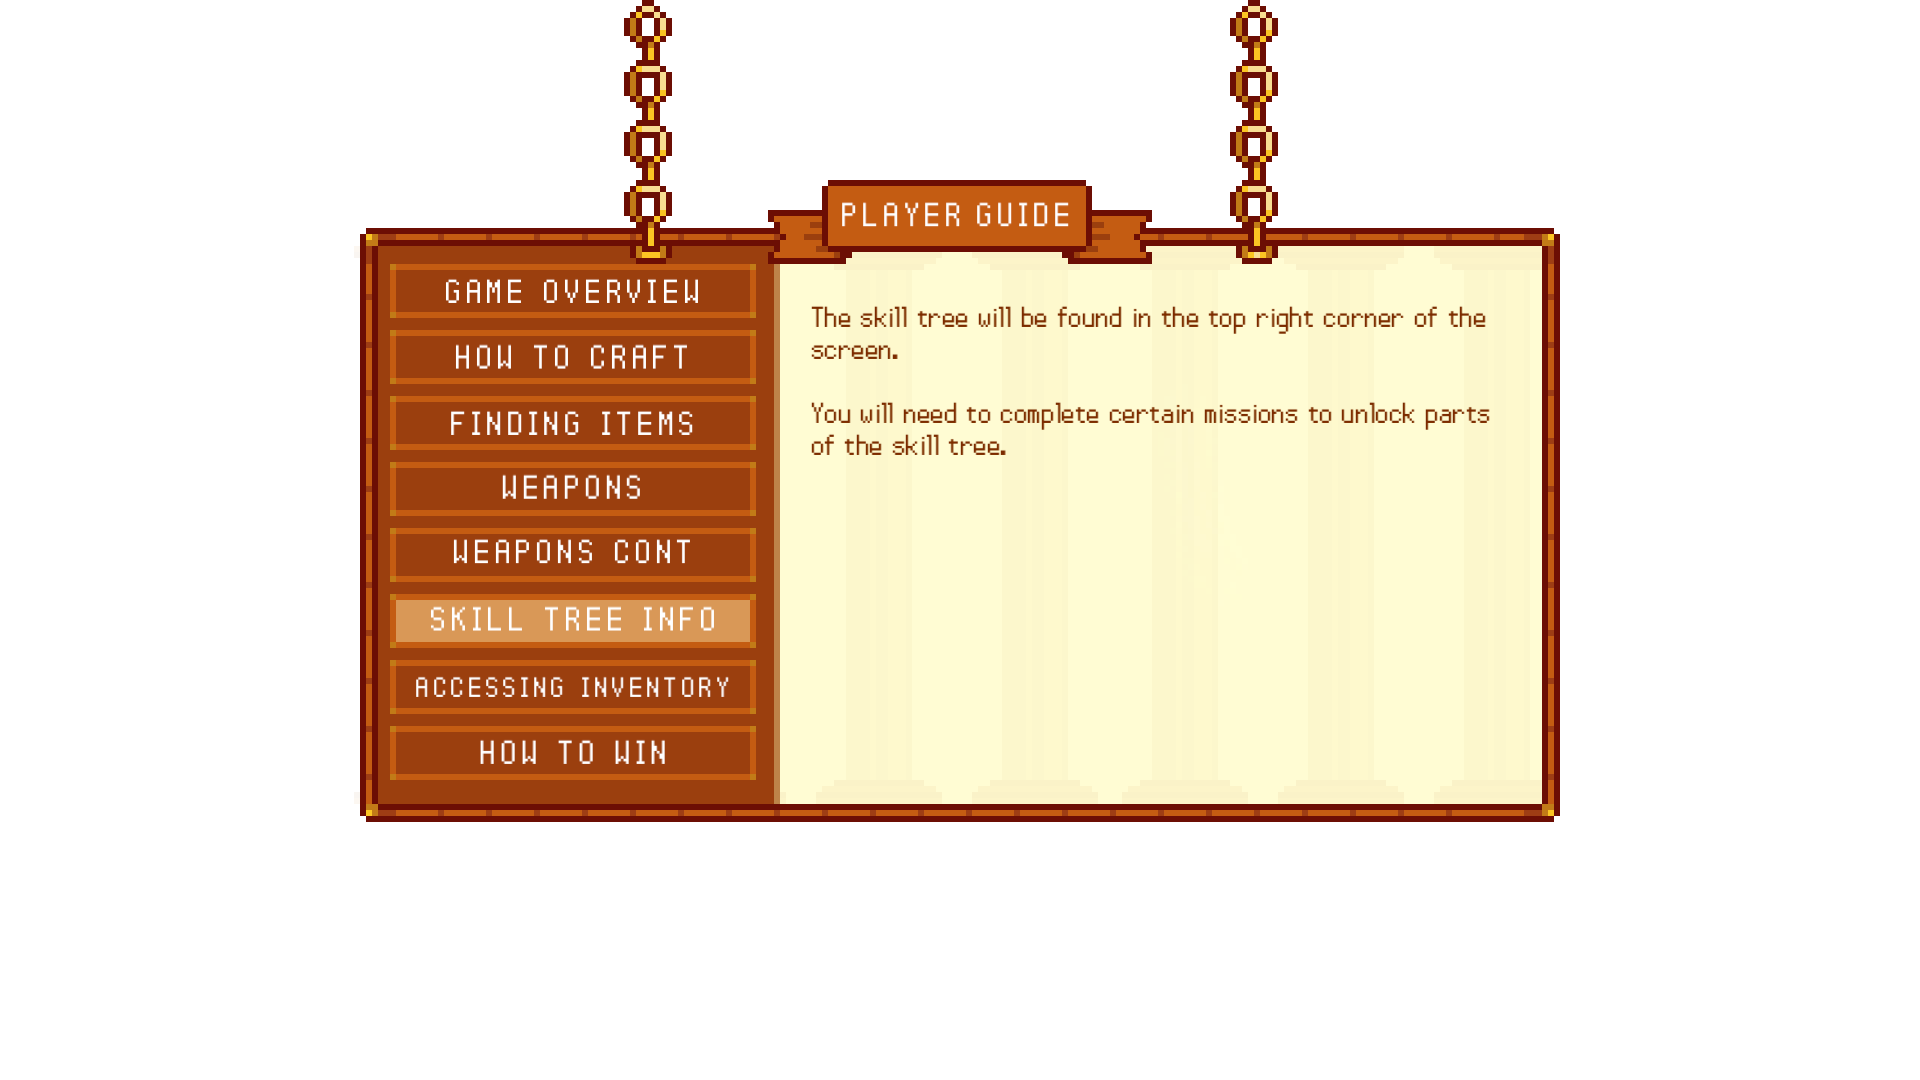 PLAYER GUIDE
GAME OVERVIEW
HOW TO CRAFT
FINDING ITEMS
WEAPONS
WEAPONS CONT
SKILL TREE INFO
ACCESSING INVENTORY
HOW TO WIN
The skill tree will be found in the top right corner of the
screen.
You will need to complete certain missions to unlock parts
of the skill tree.